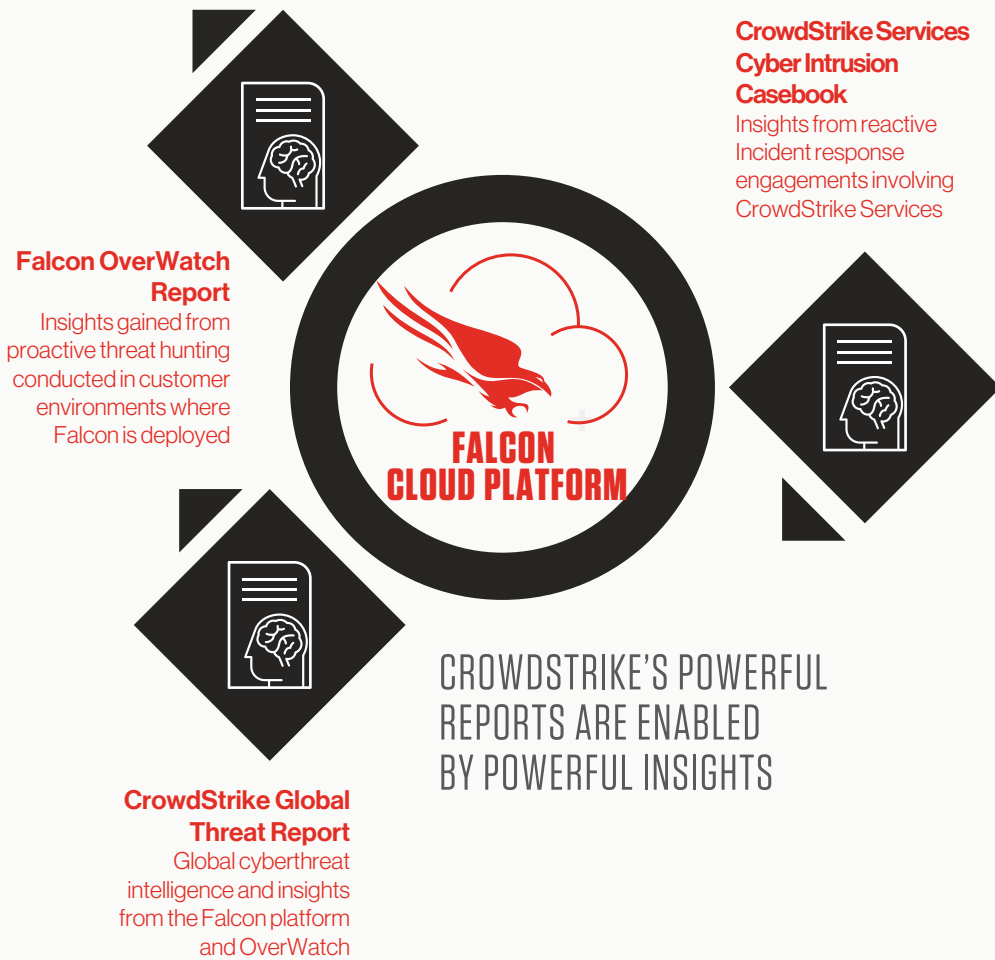 CrowdStrike Services
Cyber Intrusion
Casebook
Insights from reactive
Incident response
engagements involving
CrowdStrike Services
Falcon OverWatch
Report
Insights gained from
proactive threat hunting
conducted in customer
environments where
Falcon is deployed
FALCON
CLOUD PLATFORM
CROWDSTRIKE’S POWERFUL
REPORTS ARE ENABLED
BY POWERFUL INSIGHTS
CrowdStrike Global
Threat Report
Global cyberthreat
intelligence and insights
from the Falcon platform
and OverWatch